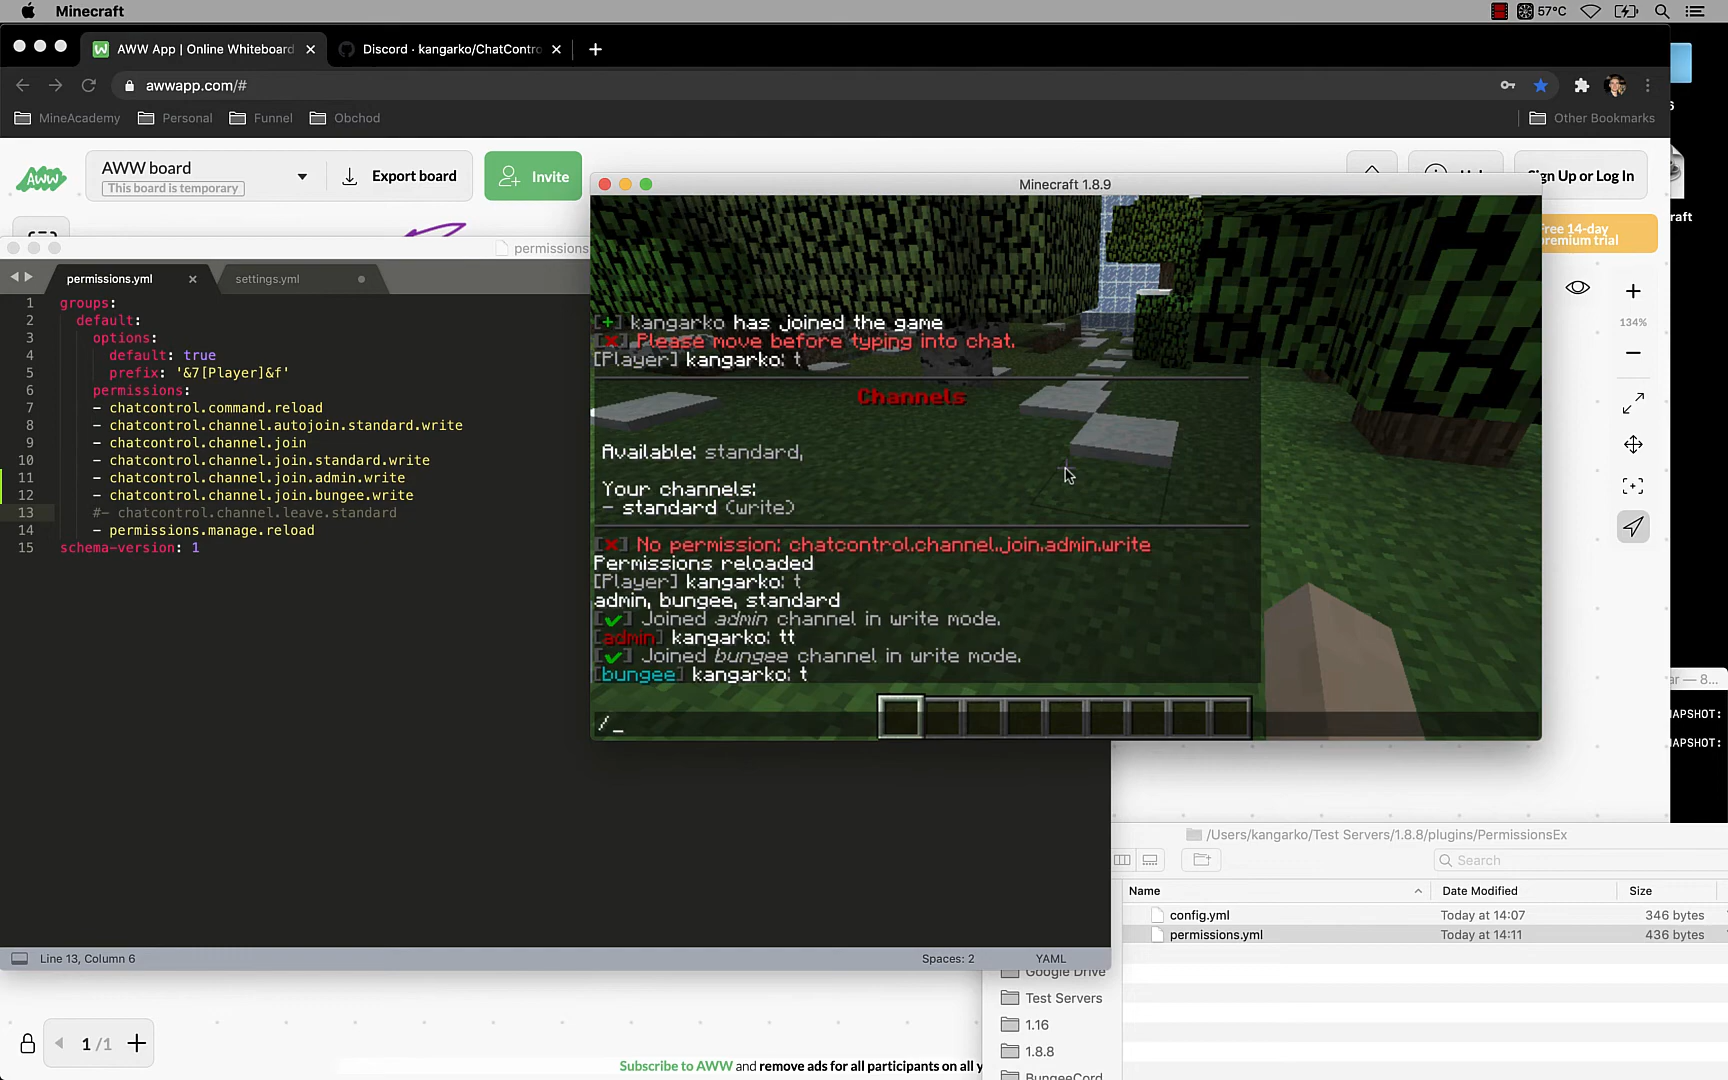 Minecraft
57°C
AWW App | Online Whiteboard
Discord · kangarko/ChatContro
awwapp.com/#
MineAcademy
Personal
Funnel
Obchod
Other Bookmarks
AWW
AWW board
This board is temporary
Export board
Invite
Sign Up or Log In
Free 14-day
premium trial
134%
permissions
permissions.yml
settings.yml
1 groups:
2 default:
3 options:
4 default: true
5 prefix: '&7[Player]&f'
6 permissions:
7 - chatcontrol.command.reload
8 - chatcontrol.channel.autojoin.standard.write
9 - chatcontrol.channel.join
10 - chatcontrol.channel.join.standard.write
11 - chatcontrol.channel.join.admin.write
12 - chatcontrol.channel.join.bungee.write
13 #- chatcontrol.channel.leave.standard
14 - permissions.manage.reload
15 schema-version: 1
Line 13, Column 6
Spaces: 2
YAML
Minecraft 1.8.9
[+] kangarko has joined the game
[✘] Please move before typing into chat.
[Player] kangarko: t
Channels
Available: standard,
Your channels:
- standard (write)
[✘] No permission: chatcontrol.channel.join.admin.write
Permissions reloaded
[Player] kangarko: t
admin, bungee, standard
[✔] Joined admin channel in write mode.
[admin] kangarko: tt
[✔] Joined bungee channel in write mode.
[bungee] kangarko: t
/_
raft
ar — 8...
APSHOT:
APSHOT:
/Users/kangarko/Test Servers/1.8.8/plugins/PermissionsEx
Search
Name
Date Modified
Size
config.yml
Today at 14:07
346 bytes
permissions.yml
Today at 14:11
436 bytes
Google Drive
Test Servers
1.16
1.8.8
BungeeCord
1 / 1
Subscribe to AWW and remove ads for all participants on all y